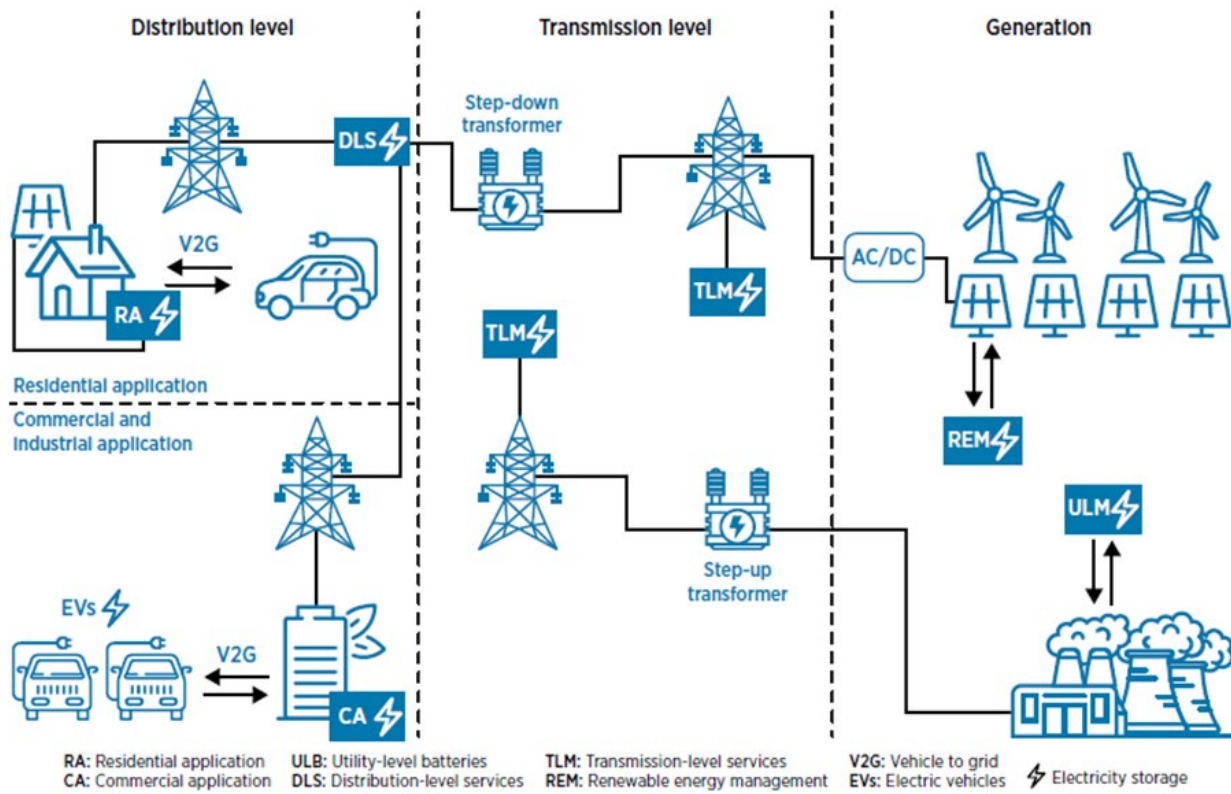 Distribution level
Transmission level
Generation
Step-down
transformer
DLS
V2G
AC/DC
RA
TLM
TLM
Residential application
Commercial and
industrial application
REM
ULM
Step-up
transformer
EVs
V2G
CA
RA: Residential application
ULB: Utility-level batteries
TLM: Transmission-level services
V2G: Vehicle to grid
CA: Commercial application
DLS: Distribution-level services
REM: Renewable energy management
EVs: Electric vehicles
Electricity storage